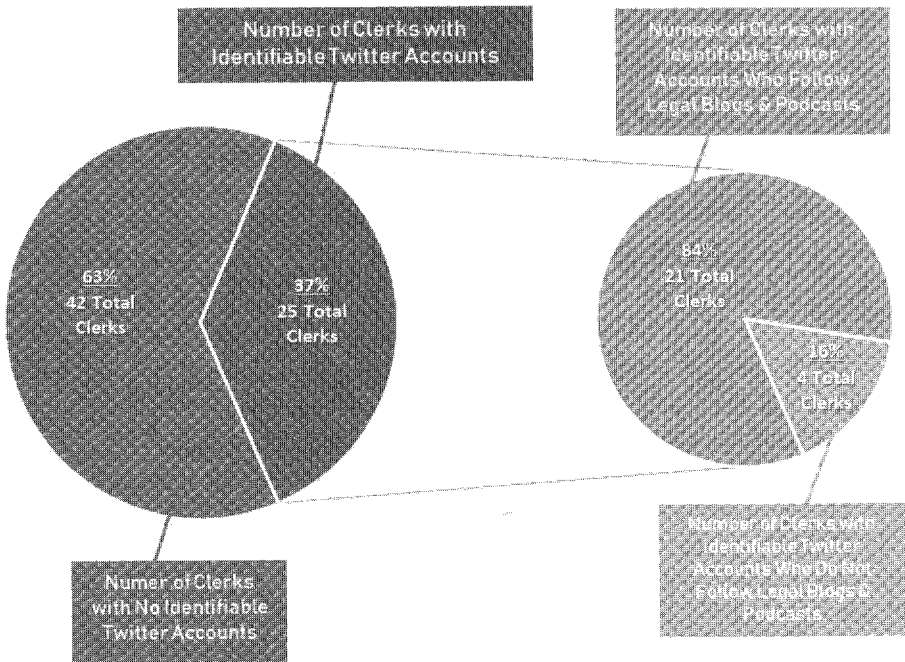 Number of Clerks with
Identifiable Twitter Accounts
Number of Clerks with
Identifiable Twitter
Accounts Who Follow
Legal Blogs & Podcasts
63%
42 Total
Clerks
37%
25 Total
Clerks
84%
21 Total
Clerks
16%
4 Total
Clerks
Numer of Clerks
with No Identifiable
Twitter Accounts
Number of Clerks with
Identifiable Twitter
Accounts Who Do Not
Follow Legal Blogs &
Podcasts